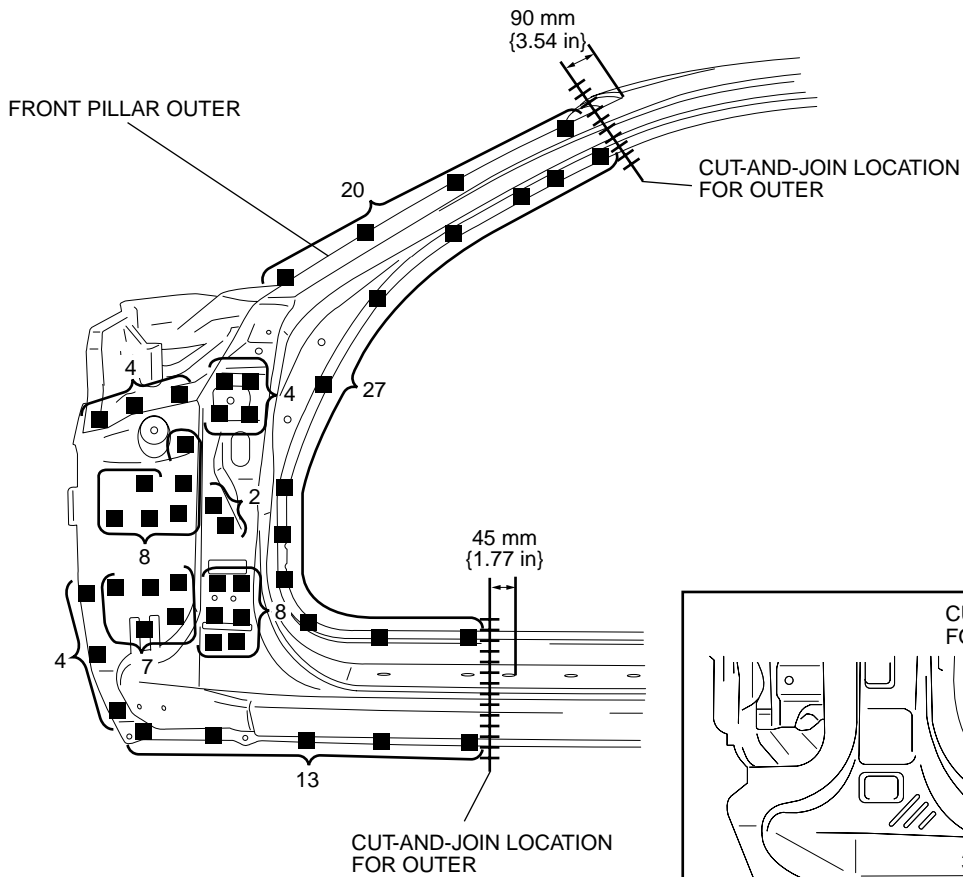 90 mm
{3.54 in}
FRONT PILLAR OUTER
CUT-AND-JOIN LOCATION
FOR OUTER
20
4
4
27
2
8
45 mm
{1.77 in}
8
4
7
13
CUT-AND-JOIN LOCATION
FOR OUTER